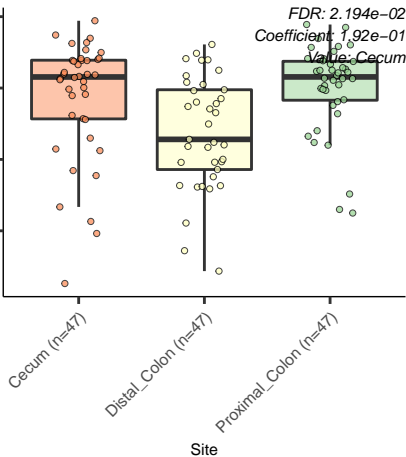 FDR: 2.194e−02
Coefficient: 1.92e−01
Value: Cecum
Cecum (n=47)
Distal_Colon (n=47)
Proximal_Colon (n=47)
Site